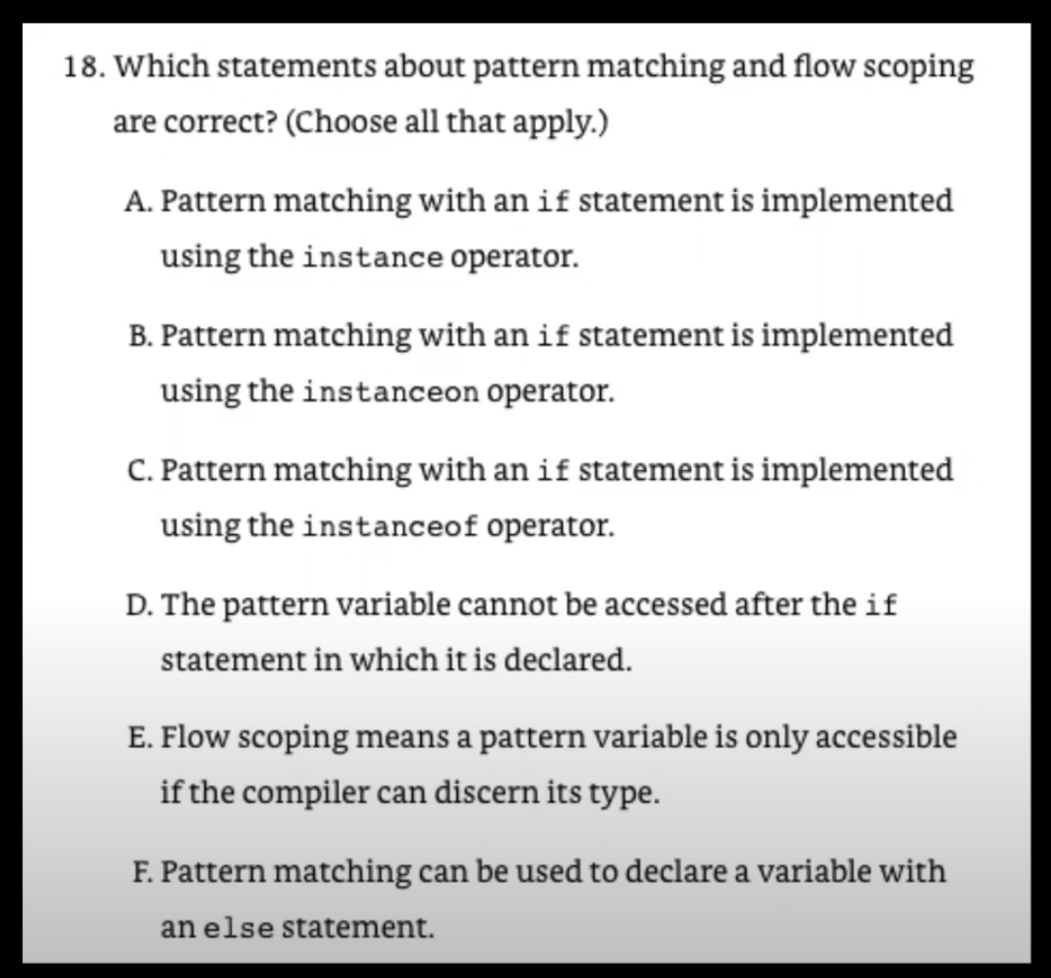 18. Which statements about pattern matching and flow scoping
are correct? (Choose all that apply.)
A. Pattern matching with an if statement is implemented
using the instance operator.
B. Pattern matching with an if statement is implemented
using the instanceon operator.
C. Pattern matching with an if statement is implemented
using the instanceof operator.
D. The pattern variable cannot be accessed after the if
statement in which it is declared.
E. Flow scoping means a pattern variable is only accessible
if the compiler can discern its type.
F. Pattern matching can be used to declare a variable with
an else statement.